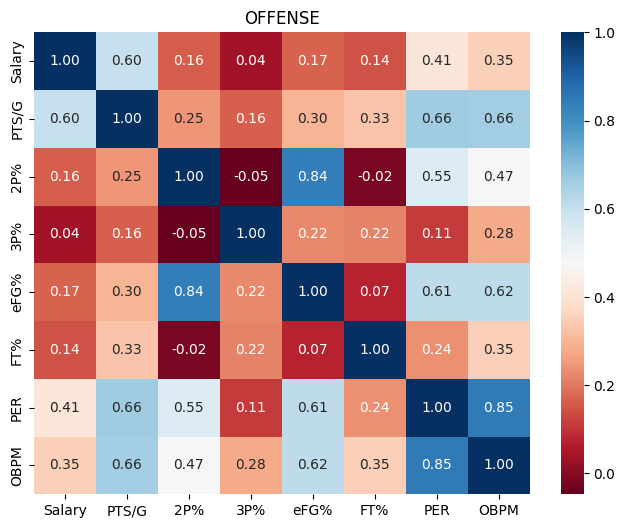 OFFENSE
Salary 1.00 0.60 0.16 0.04 0.17 0.14 0.41 0.35
PTS/G 0.60 1.00 0.25 0.16 0.30 0.33 0.66 0.66
2P% 0.16 0.25 1.00 -0.05 0.84 -0.02 0.55 0.47
3P% 0.04 0.16 -0.05 1.00 0.22 0.22 0.11 0.28
eFG% 0.17 0.30 0.84 0.22 1.00 0.07 0.61 0.62
FT% 0.14 0.33 -0.02 0.22 0.07 1.00 0.24 0.35
PER 0.41 0.66 0.55 0.11 0.61 0.24 1.00 0.85
OBPM 0.35 0.66 0.47 0.28 0.62 0.35 0.85 1.00
Salary PTS/G 2P% 3P% eFG% FT% PER OBPM
1.0
0.8
0.6
0.4
0.2
0.0